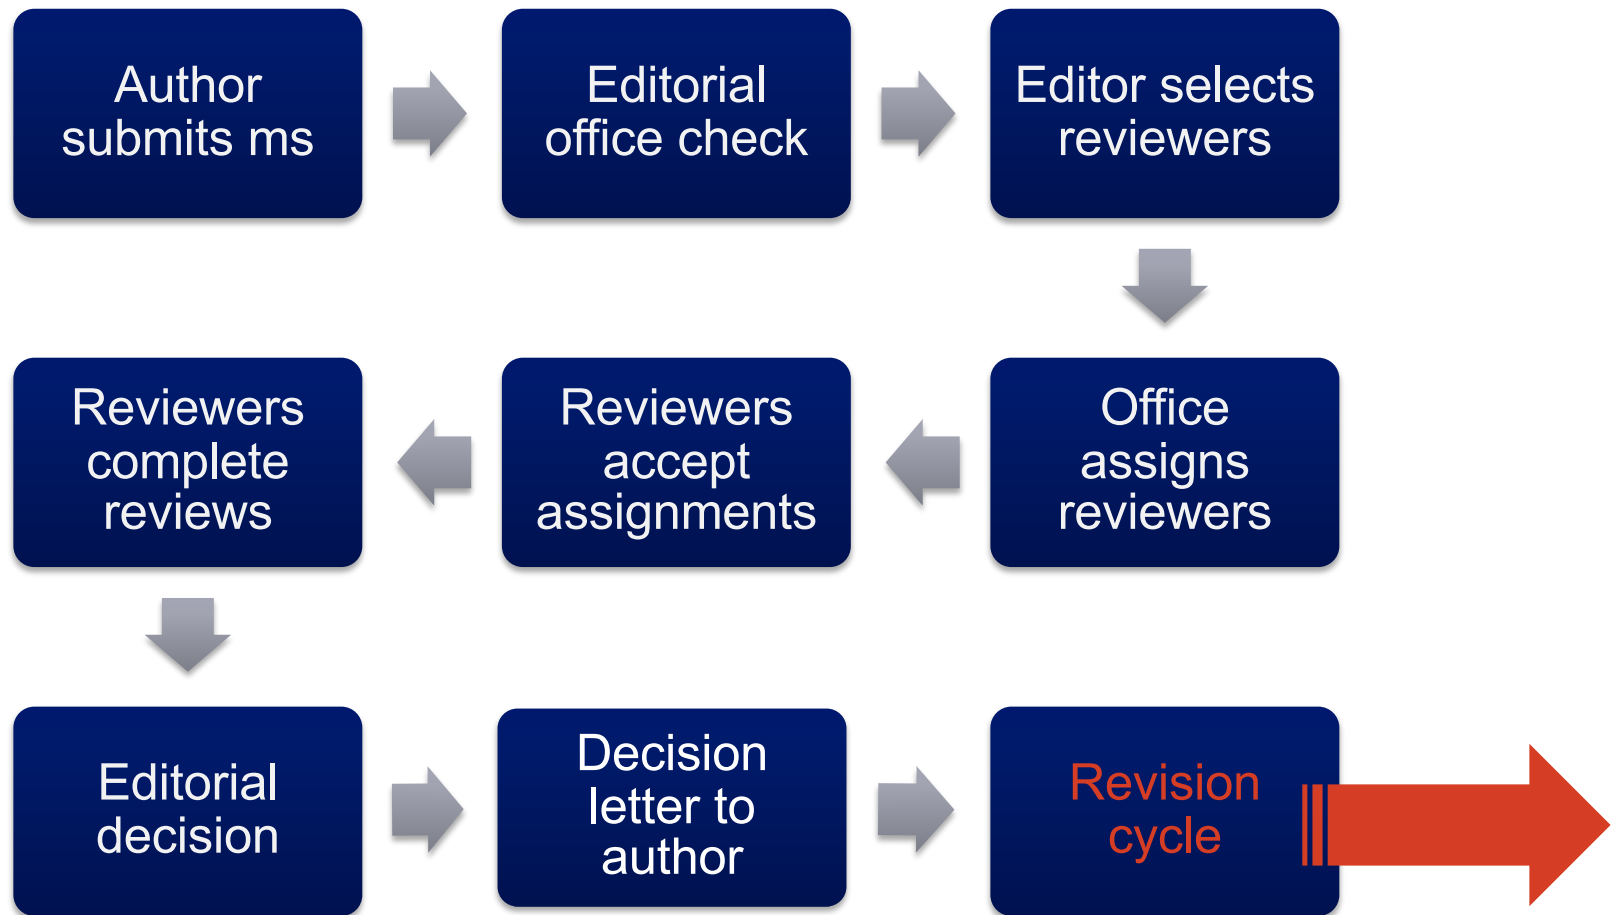 Author
submits ms
Editorial
office check
Editor selects
reviewers
Office
assigns
reviewers
Reviewers
accept
assignments
Reviewers
complete
reviews
Editorial
decision
Decision
letter to
author
Revision
cycle